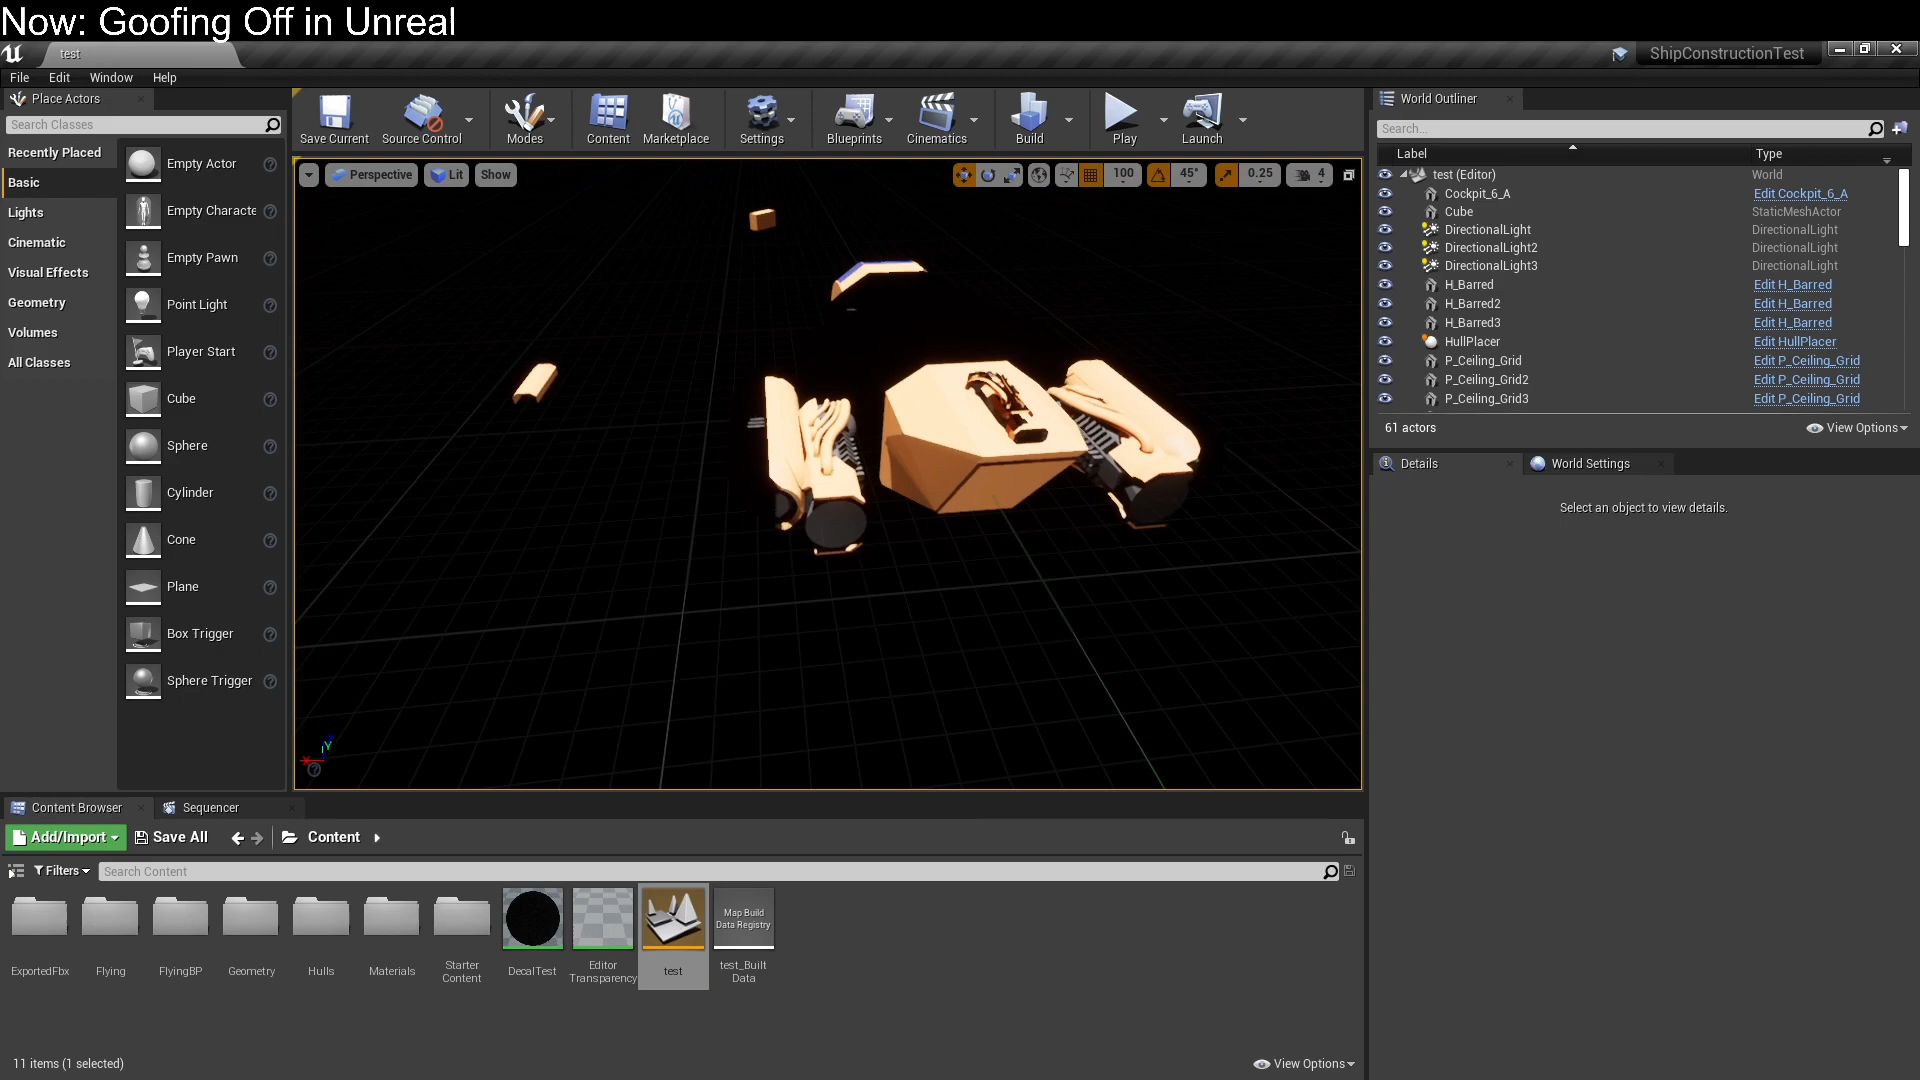 Now: Goofing Off in Unreal
test
ShipConstructionTest
File Edit Window Help
Place Actors
Search Classes
Recently Placed
Basic
Lights
Cinematic
Visual Effects
Geometry
Volumes
All Classes
Empty Actor
Empty Characte
Empty Pawn
Point Light
Player Start
Cube
Sphere
Cylinder
Cone
Plane
Box Trigger
Sphere Trigger
Save Current Source Control Modes Content Marketplace Settings Blueprints Cinematics Build Play Launch
Perspective Lit Show 100 45° 0.25 4
Y
World Outliner
Search...
Label Type
test (Editor) World
Cockpit_6_A Edit Cockpit_6_A
Cube StaticMeshActor
DirectionalLight DirectionalLight
DirectionalLight2 DirectionalLight
DirectionalLight3 DirectionalLight
H_Barred Edit H_Barred
H_Barred2 Edit H_Barred
H_Barred3 Edit H_Barred
HullPlacer Edit HullPlacer
P_Ceiling_Grid Edit P_Ceiling_Grid
P_Ceiling_Grid2 Edit P_Ceiling_Grid
P_Ceiling_Grid3 Edit P_Ceiling_Grid
61 actors View Options
Details World Settings
Select an object to view details.
Content Browser Sequencer
Add/Import Save All Content
Filters Search Content
Map Build
Data Registry
ExportedFbx Flying FlyingBP Geometry Hulls Materials Starter
Content DecalTest Editor
Transparency test test_Built
Data
11 items (1 selected) View Options